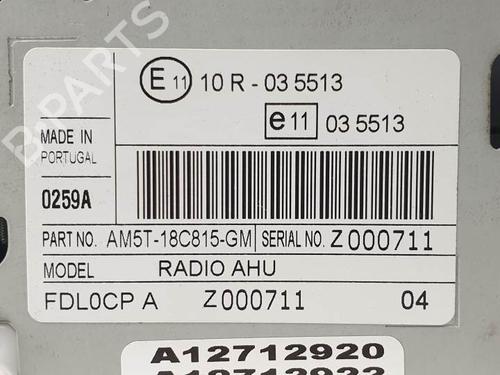 E 11 10 R - 03 5513
e 11 03 5513
MADE IN
PORTUGAL
0259A
PART NO. AM5T-18C815-GM SERIAL NO. Z000711
MODEL RADIO AHU
FDL0CP A Z000711 04
A12712920
B PARTS